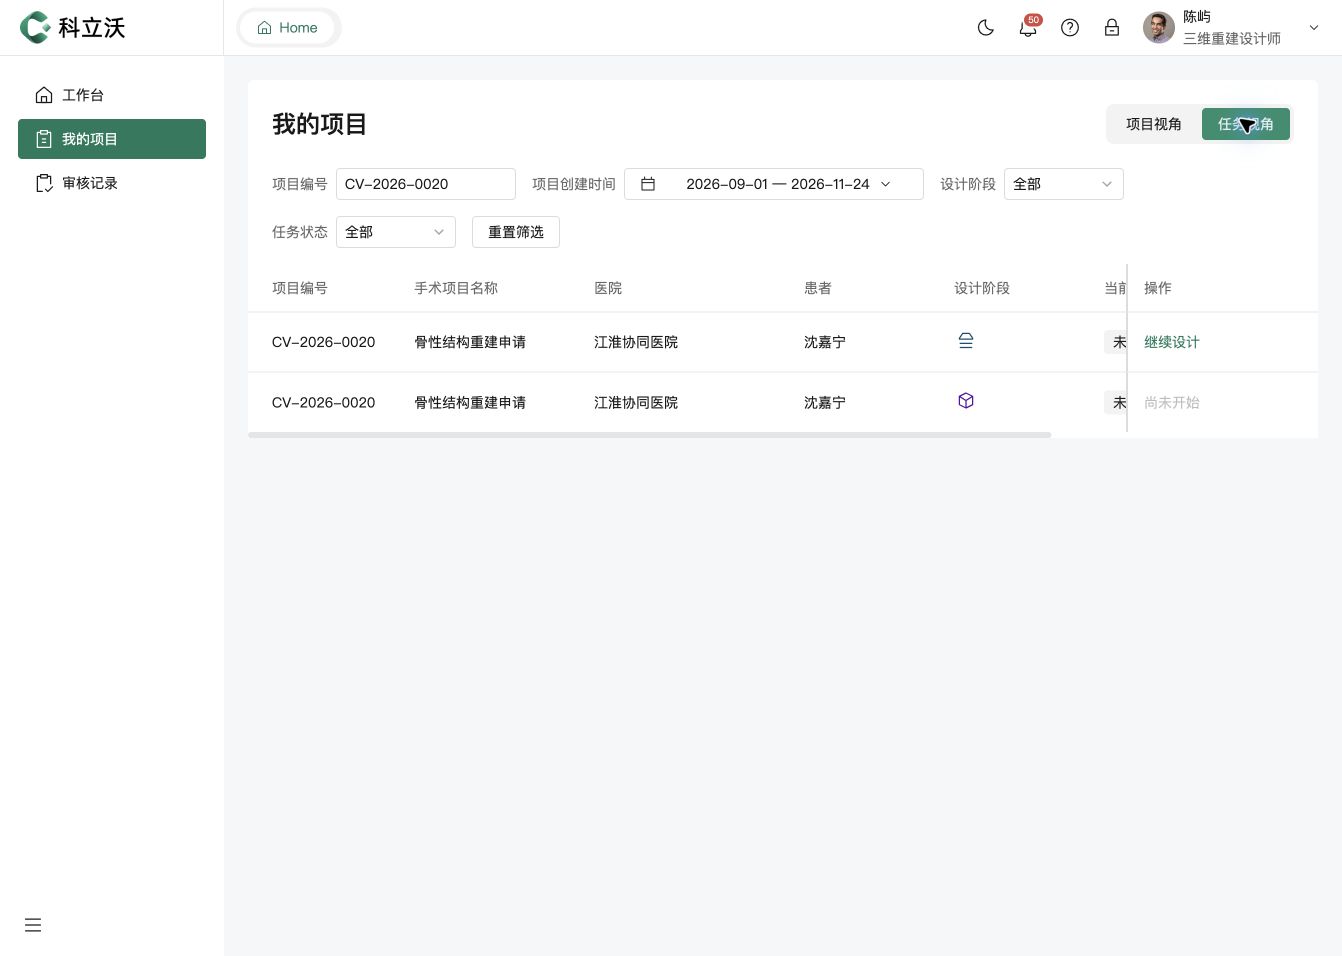 科立沃
Home
50
陈屿
三维重建设计师
工作台
我的项目
审核记录
我的项目
项目视角
任务视角
项目编号 CV-2026-0020 项目创建时间 2026-09-01 — 2026-11-24 设计阶段 全部
任务状态 全部 重置筛选
项目编号 手术项目名称 医院 患者 设计阶段 当前 操作
CV-2026-0020 骨性结构重建申请 江淮协同医院 沈嘉宁 未 继续设计
CV-2026-0020 骨性结构重建申请 江淮协同医院 沈嘉宁 未 尚未开始